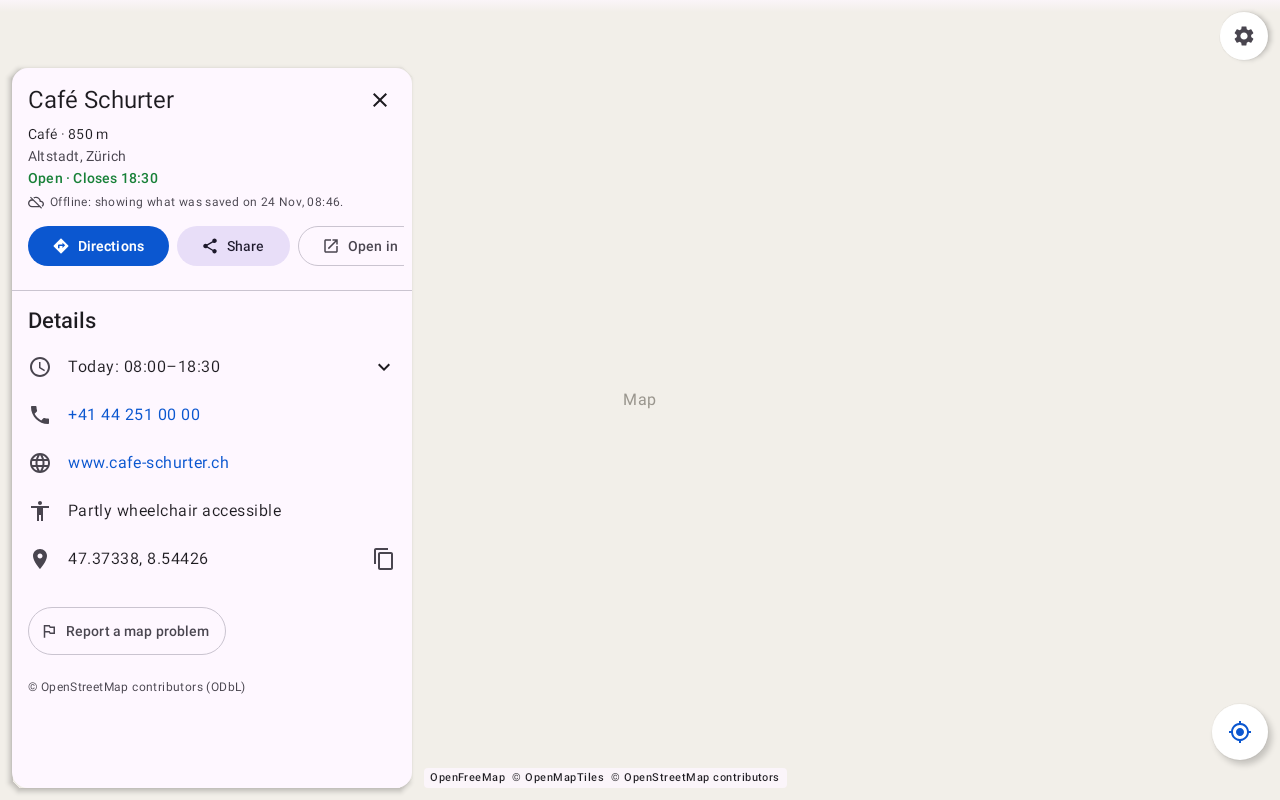 Café Schurter
Café · 850 m
Altstadt, Zürich
Open · Closes 18:30
Offline: showing what was saved on 24 Nov, 08:46.
Directions
Share
Open in
Details
Today: 08:00–18:30
+41 44 251 00 00
www.cafe-schurter.ch
Partly wheelchair accessible
47.37338, 8.54426
Report a map problem
© OpenStreetMap contributors (ODbL)
Map
OpenFreeMap © OpenMapTiles © OpenStreetMap contributors